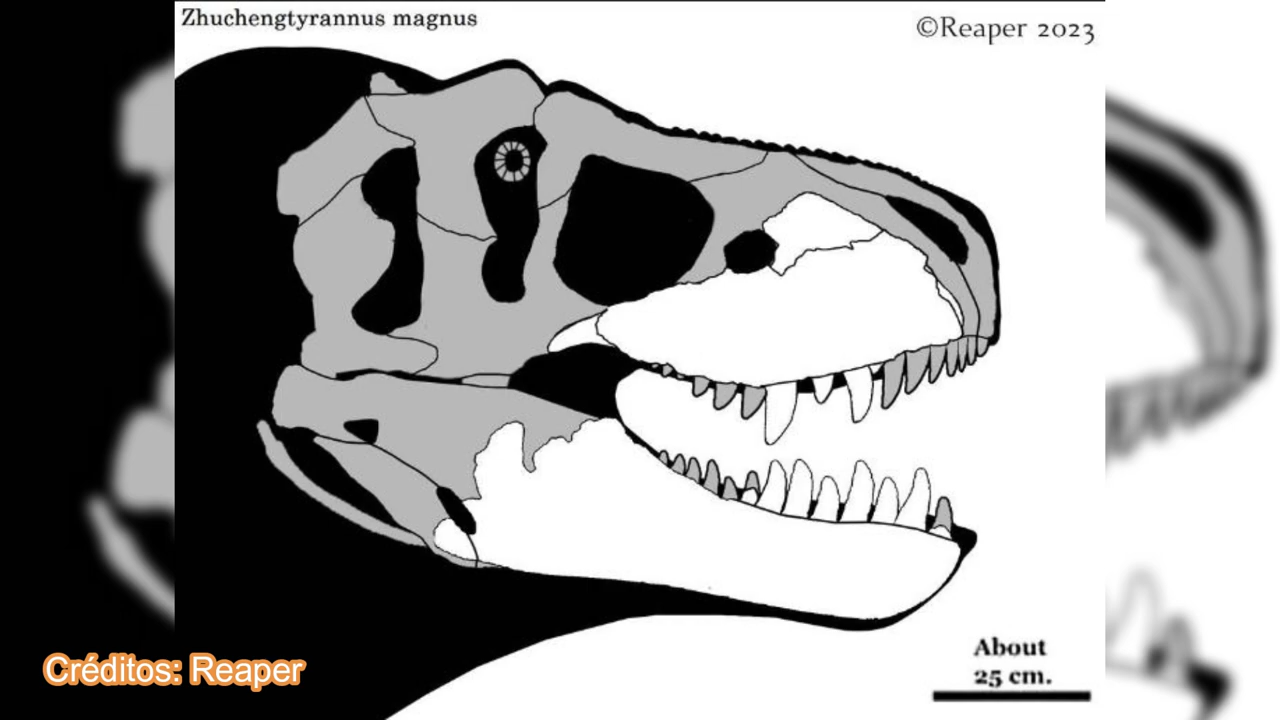 Zhuchengtyrannus magnus
©Reaper 2023
About
25 cm.
Créditos: Reaper